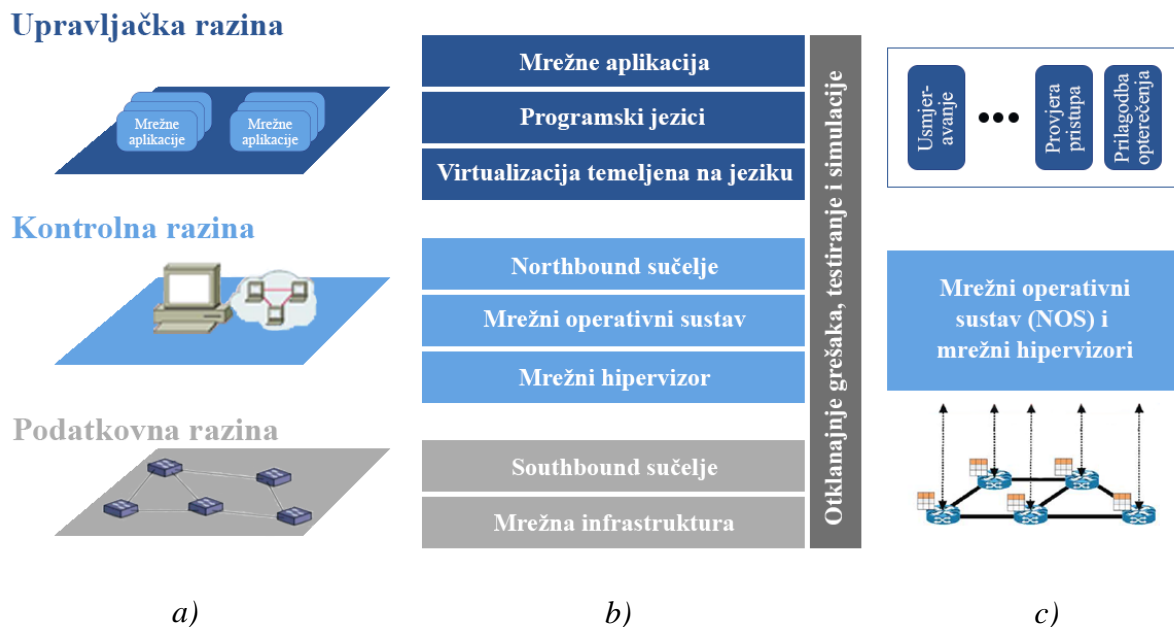 Upravljačka razina
Mrežne
aplikacije
Mrežne
aplikacije
Kontrolna razina
Podatkovna razina
a)
Mrežne aplikacija
Programski jezici
Virtualizacija temeljena na jeziku
Northbound sučelje
Mrežni operativni sustav
Mrežni hipervizor
Southbound sučelje
Mrežna infrastruktura
Otklanajnje grešaka, testiranje i simulacije
b)
Usmjer-
avanje
Provjera
pristupa
Prilagodba
opterečenja
Mrežni operativni
sustav (NOS) i
mrežni hipervizori
c)